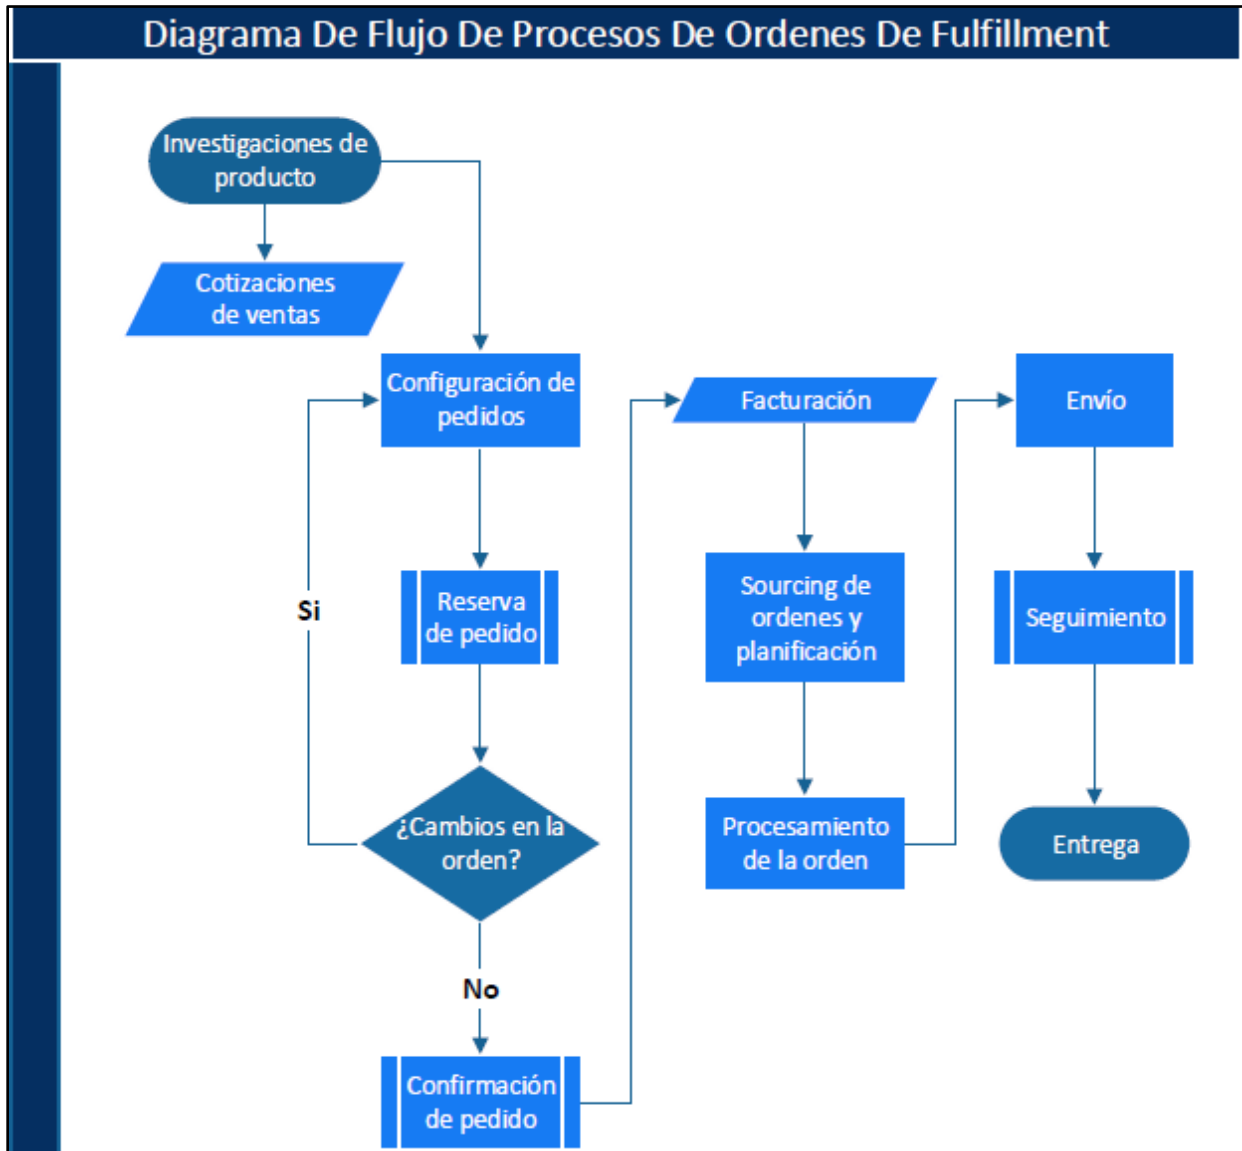 Diagrama De Flujo De Procesos De Ordenes De Fulfillment
Investigaciones de
producto
Cotizaciones
de ventas
Configuración de
pedidos
Reserva
de pedido
Si
¿Cambios en la
orden?
No
Confirmación
de pedido
Facturación
Sourcing de
ordenes y
planificación
Procesamiento
de la orden
Envío
Seguimiento
Entrega